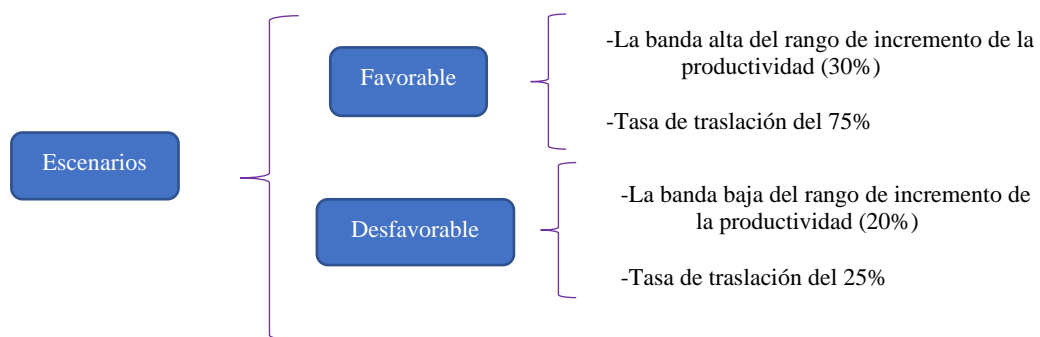 Escenarios
Favorable
-La banda alta del rango de incremento de la
productividad (30%)
-Tasa de traslación del 75%
Desfavorable
-La banda baja del rango de incremento de
la productividad (20%)
-Tasa de traslación del 25%